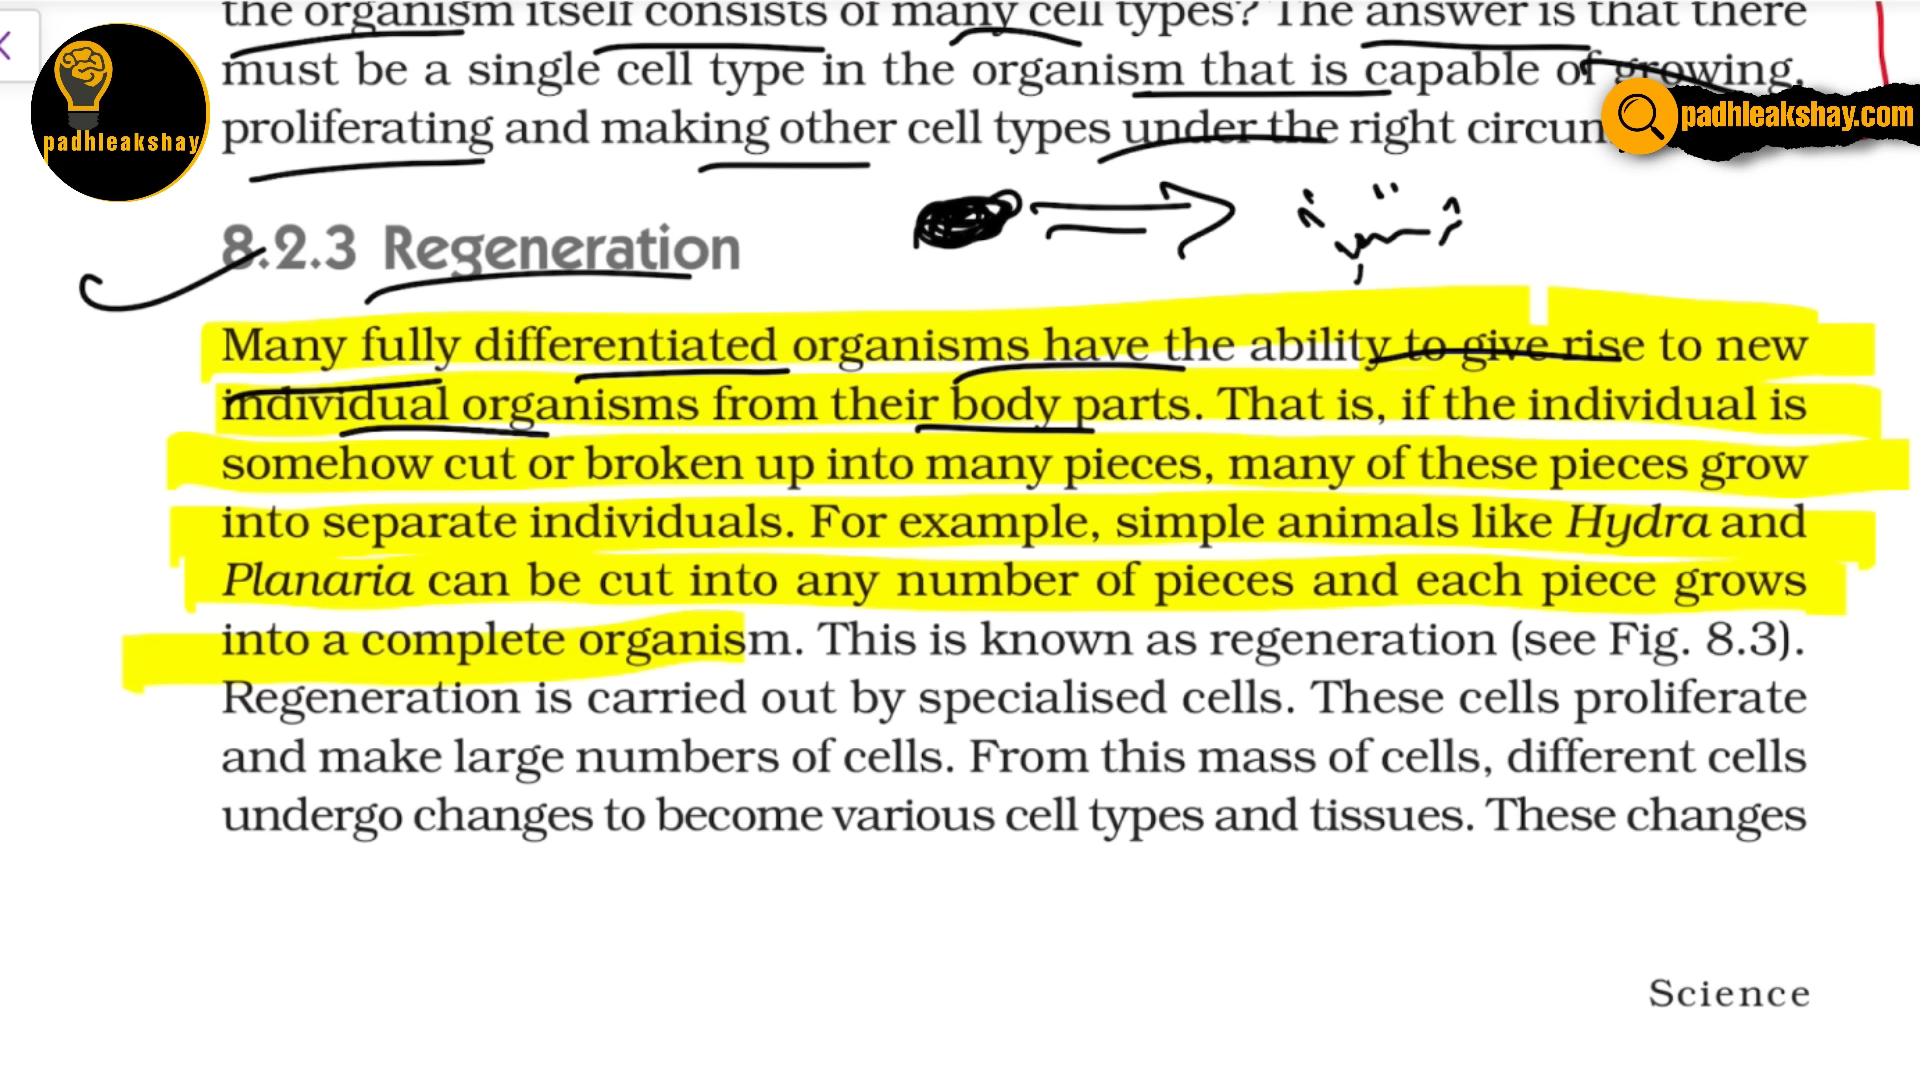 the organism itself consists of many cell types? The answer is that there
must be a single cell type in the organism that is capable of growing,
proliferating and making other cell types under the right
padhleakshay
padhleakshay.com
8.2.3 Regeneration
Many fully differentiated organisms have the ability to give rise to new
individual organisms from their body parts. That is, if the individual is
somehow cut or broken up into many pieces, many of these pieces grow
into separate individuals. For example, simple animals like Hydra and
Planaria can be cut into any number of pieces and each piece grows
into a complete organism. This is known as regeneration (see Fig. 8.3).
Regeneration is carried out by specialised cells. These cells proliferate
and make large numbers of cells. From this mass of cells, different cells
undergo changes to become various cell types and tissues. These changes
Science